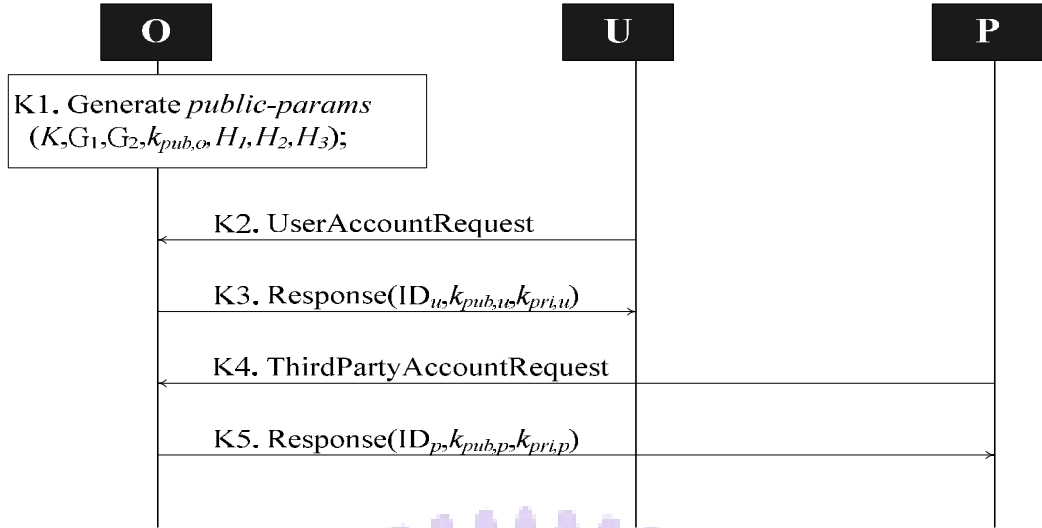 O U P
K1. Generate public-params
(K,G₁,G₂,kpub,o,H₁,H₂,H₃);
K2. UserAccountRequest
K3. Response(IDu,kpub,u,kpri,u)
K4. ThirdPartyAccountRequest
K5. Response(IDp,kpub,p,kpri,p)